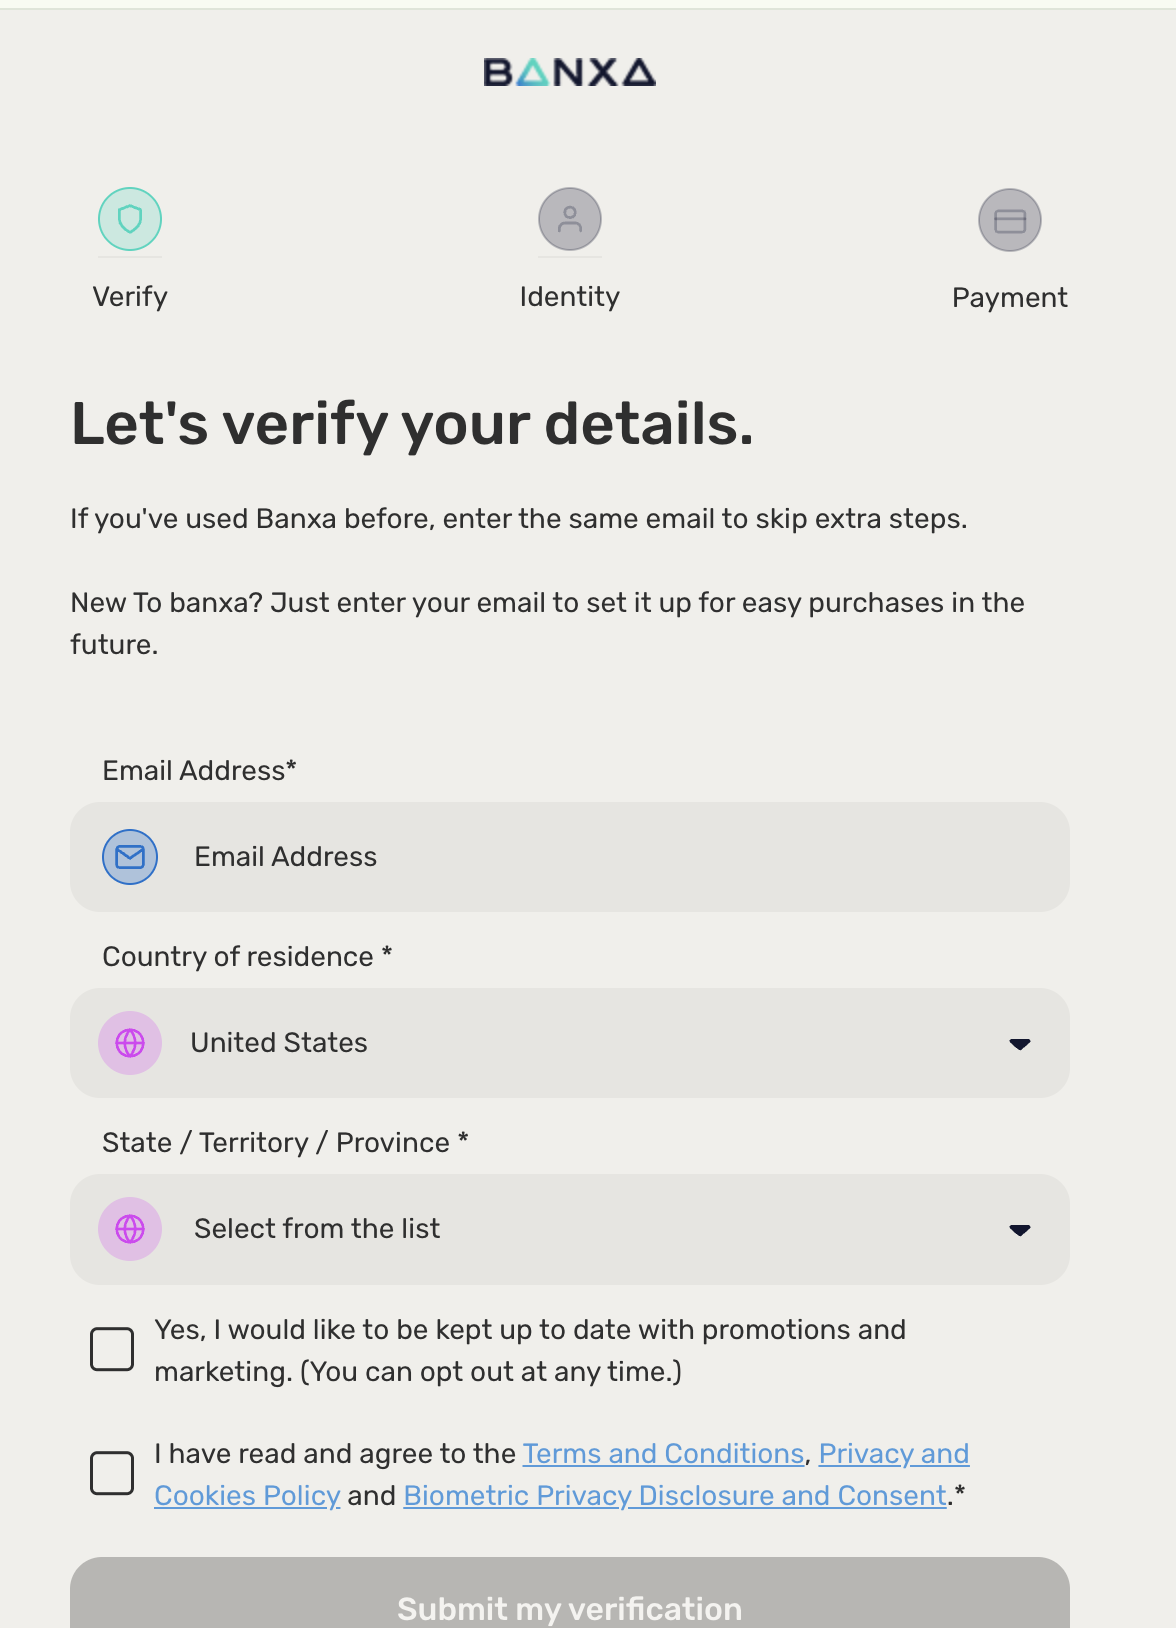 BANXA
Verify
Identity
Payment
Let's verify your details.
If you've used Banxa before, enter the same email to skip extra steps.
New To banxa? Just enter your email to set it up for easy purchases in the
future.
Email Address*
Email Address
Country of residence *
United States
State / Territory / Province *
Select from the list
Yes, I would like to be kept up to date with promotions and
marketing. (You can opt out at any time.)
I have read and agree to the Terms and Conditions, Privacy and
Cookies Policy and Biometric Privacy Disclosure and Consent.*
Submit my verification